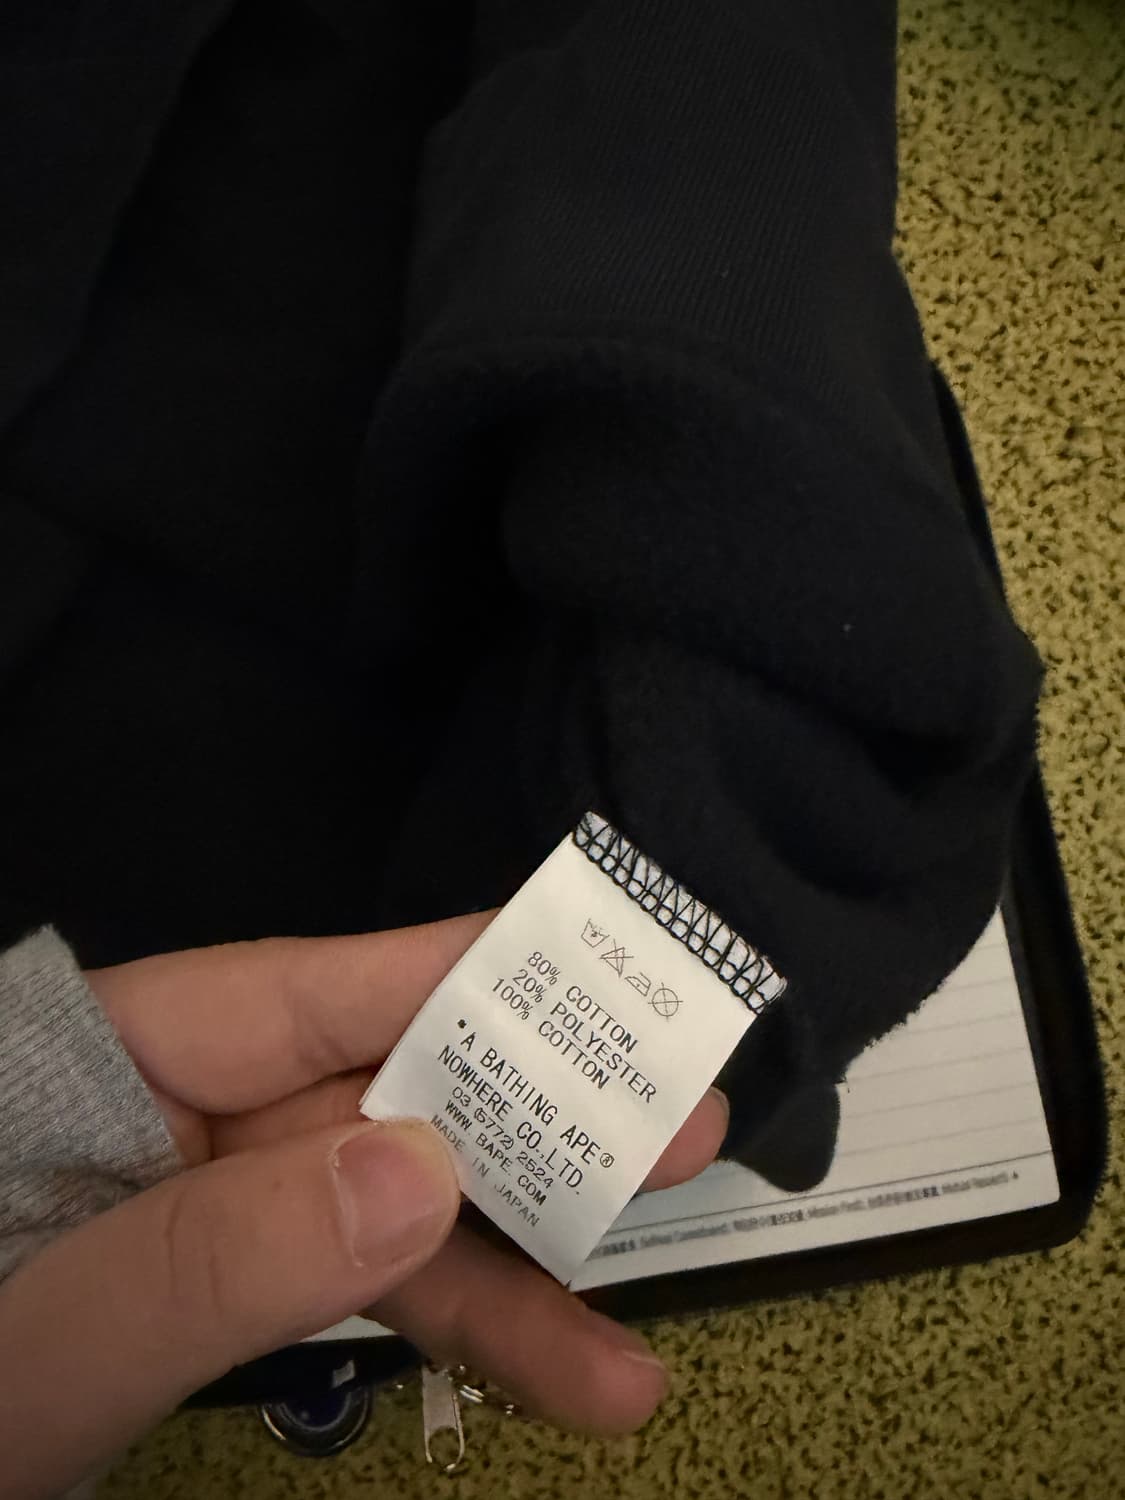 80% COTTON
20% POLYESTER
100% COTTON
*A BATHING APE®
NOWHERE CO.,LTD.
03 (5772) 2524
WWW. BAPE. COM
MADE IN JAPAN